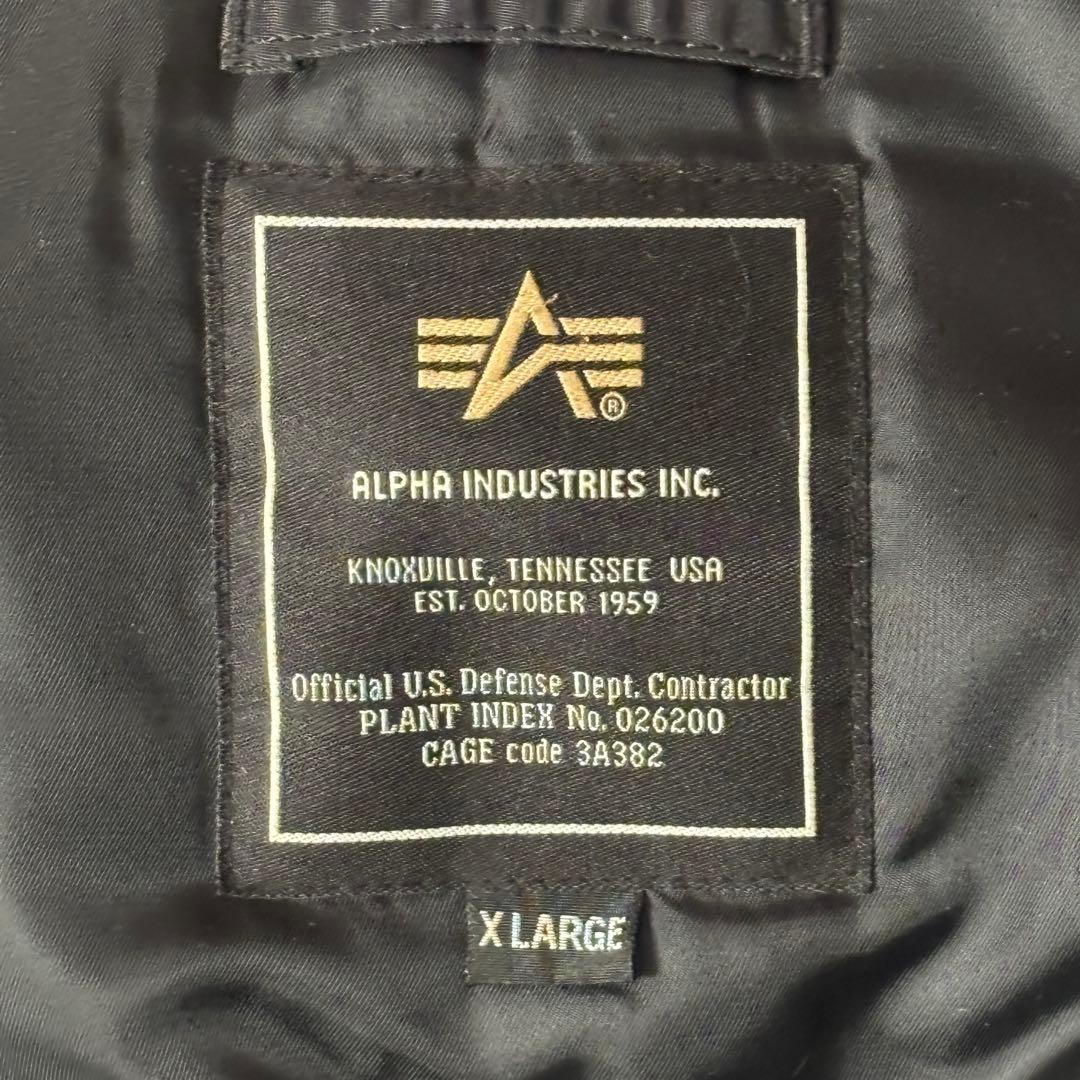 ®
ALPHA INDUSTRIES INC.
KNOXVILLE, TENNESSEE USA
EST. OCTOBER 1959
Official U.S. Defense Dept. Contractor
PLANT INDEX No. 026200
CAGE code 3A382
X LARGE